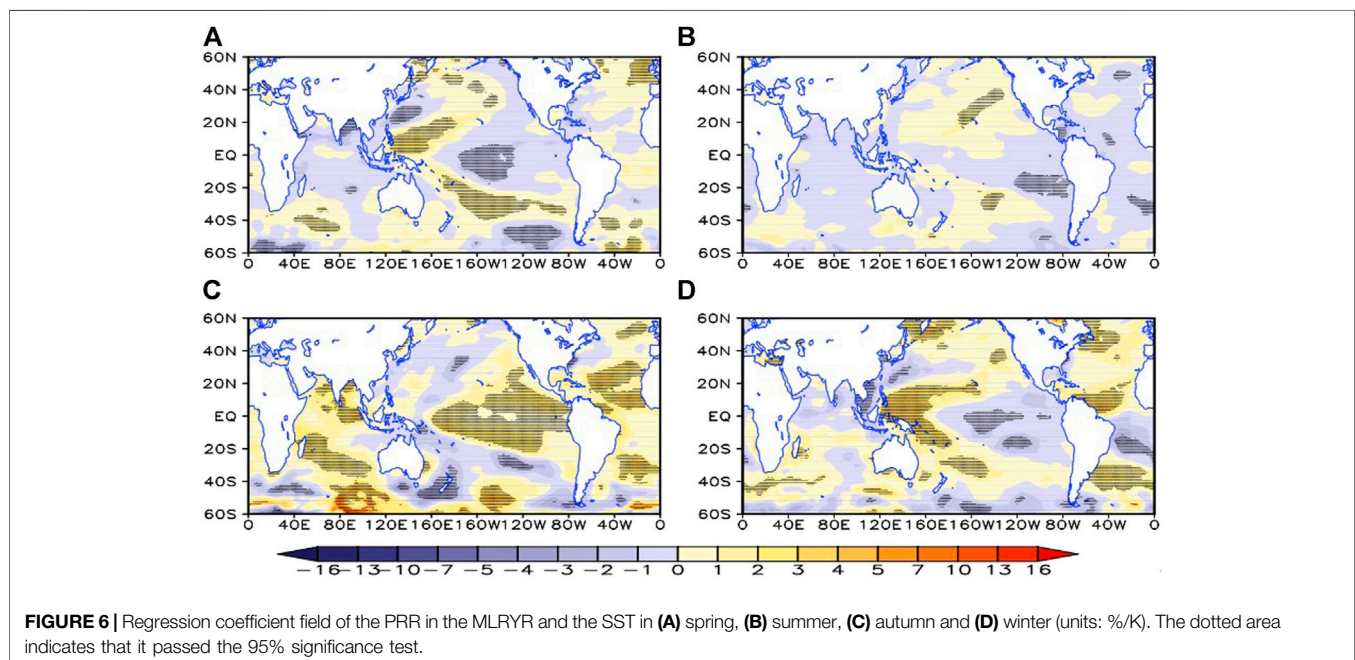 A
B
60N
40N
20N
EQ
20S
40S
60S
0 40E 80E 120E 160E 160W 120W 80W 40W 0
60N
40N
20N
EQ
20S
40S
60S
0 40E 80E 120E 160E 160W 120W 80W 40W 0
C
D
60N
40N
20N
EQ
20S
40S
60S
0 40E 80E 120E 160E 160W 120W 80W 40W 0
60N
40N
20N
EQ
20S
40S
60S
0 40E 80E 120E 160E 160W 120W 80W 40W 0
−16 −13 −10 −7 −5 −4 −3 −2 −1 0 1 2 3 4 5 7 10 13 16
FIGURE 6 | Regression coefficient field of the PRR in the MLRYR and the SST in (A) spring, (B) summer, (C) autumn and (D) winter (units: %/K). The dotted area
indicates that it passed the 95% significance test.